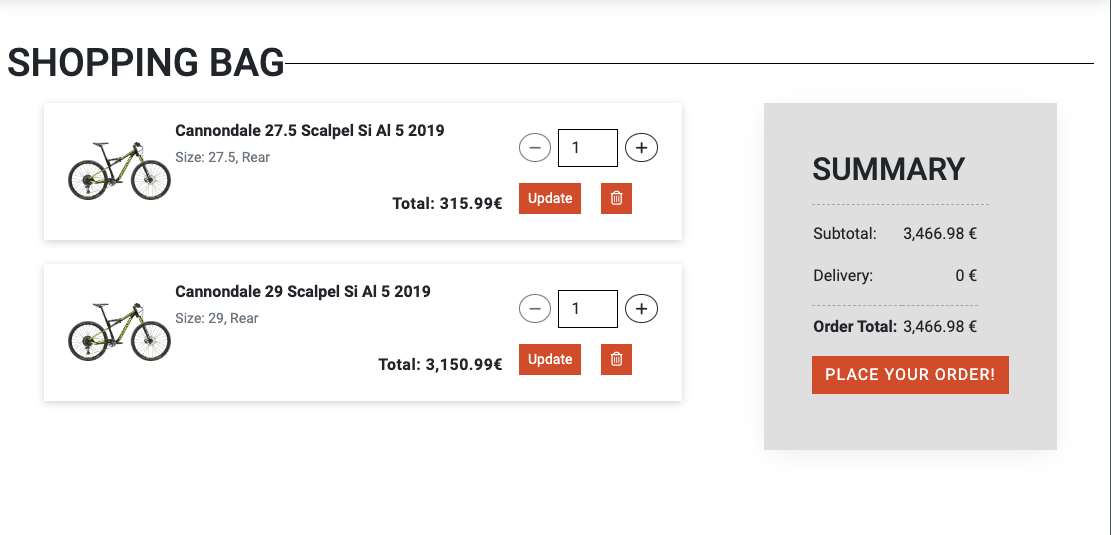 SHOPPING BAG
Cannondale 27.5 Scalpel Si Al 5 2019
Size: 27.5, Rear
1
Total: 315.99€
Update
Cannondale 29 Scalpel Si Al 5 2019
Size: 29, Rear
1
Total: 3,150.99€
Update
SUMMARY
Subtotal: 3,466.98 €
Delivery: 0 €
Order Total: 3,466.98 €
PLACE YOUR ORDER!